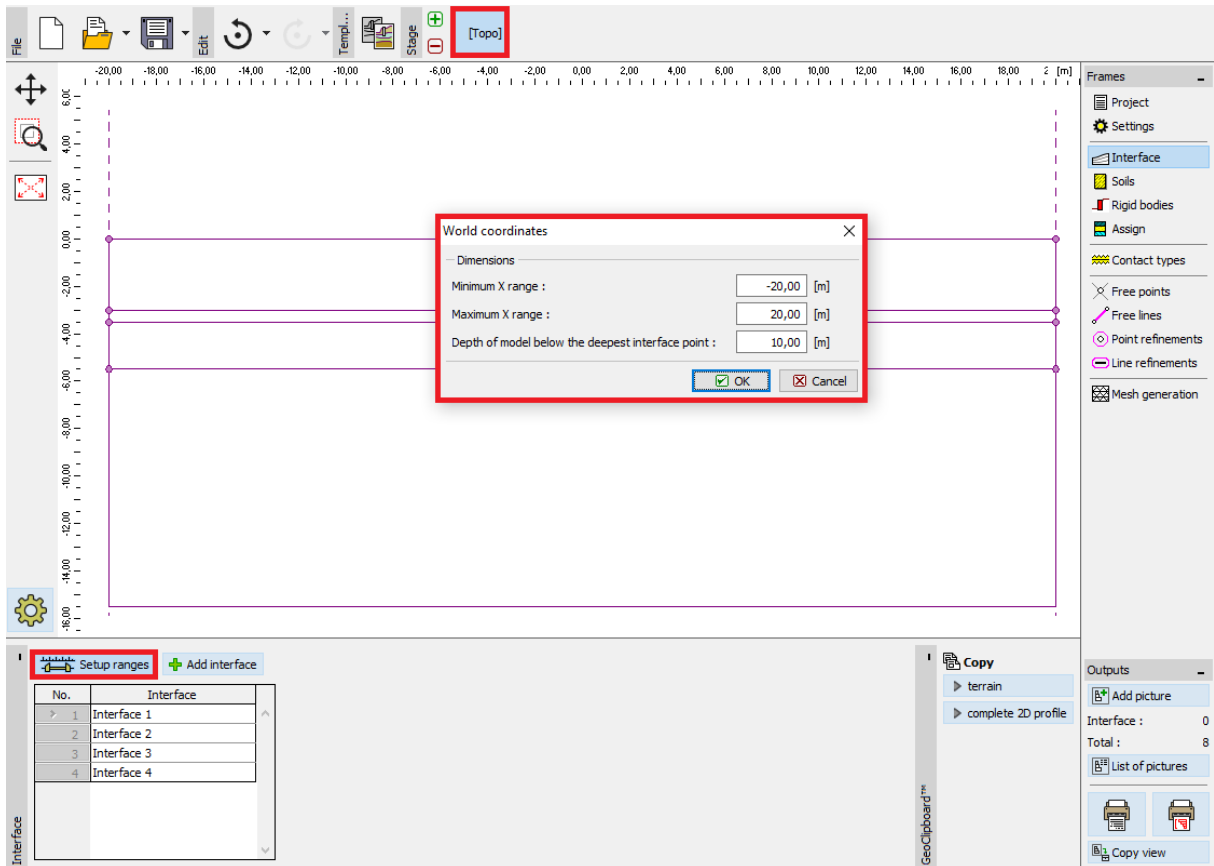 File
Edit
Templ...
Stage
[Topo]
-20,00 -18,00 -16,00 -14,00 -12,00 -10,00 -8,00 -6,00 -4,00 -2,00 0,00 2,00 4,00 6,00 8,00 10,00 12,00 14,00 16,00 18,00 2 [m]
4,00
2,00
0,00
-2,00
-4,00
-6,00
-8,00
-10,00
-12,00
-14,00
-16,00
World coordinates
Dimensions
Minimum X range : -20,00 [m]
Maximum X range : 20,00 [m]
Depth of model below the deepest interface point : 10,00 [m]
OK Cancel
Frames
Project
Settings
Interface
Soils
Rigid bodies
Assign
Contact types
Free points
Free lines
Point refinements
Line refinements
Mesh generation
Interface
Setup ranges Add interface
No. Interface
1 Interface 1
2 Interface 2
3 Interface 3
4 Interface 4
GeoClipboard™
Copy
terrain
complete 2D profile
Outputs
Add picture
Interface : 0
Total : 8
List of pictures
Copy view